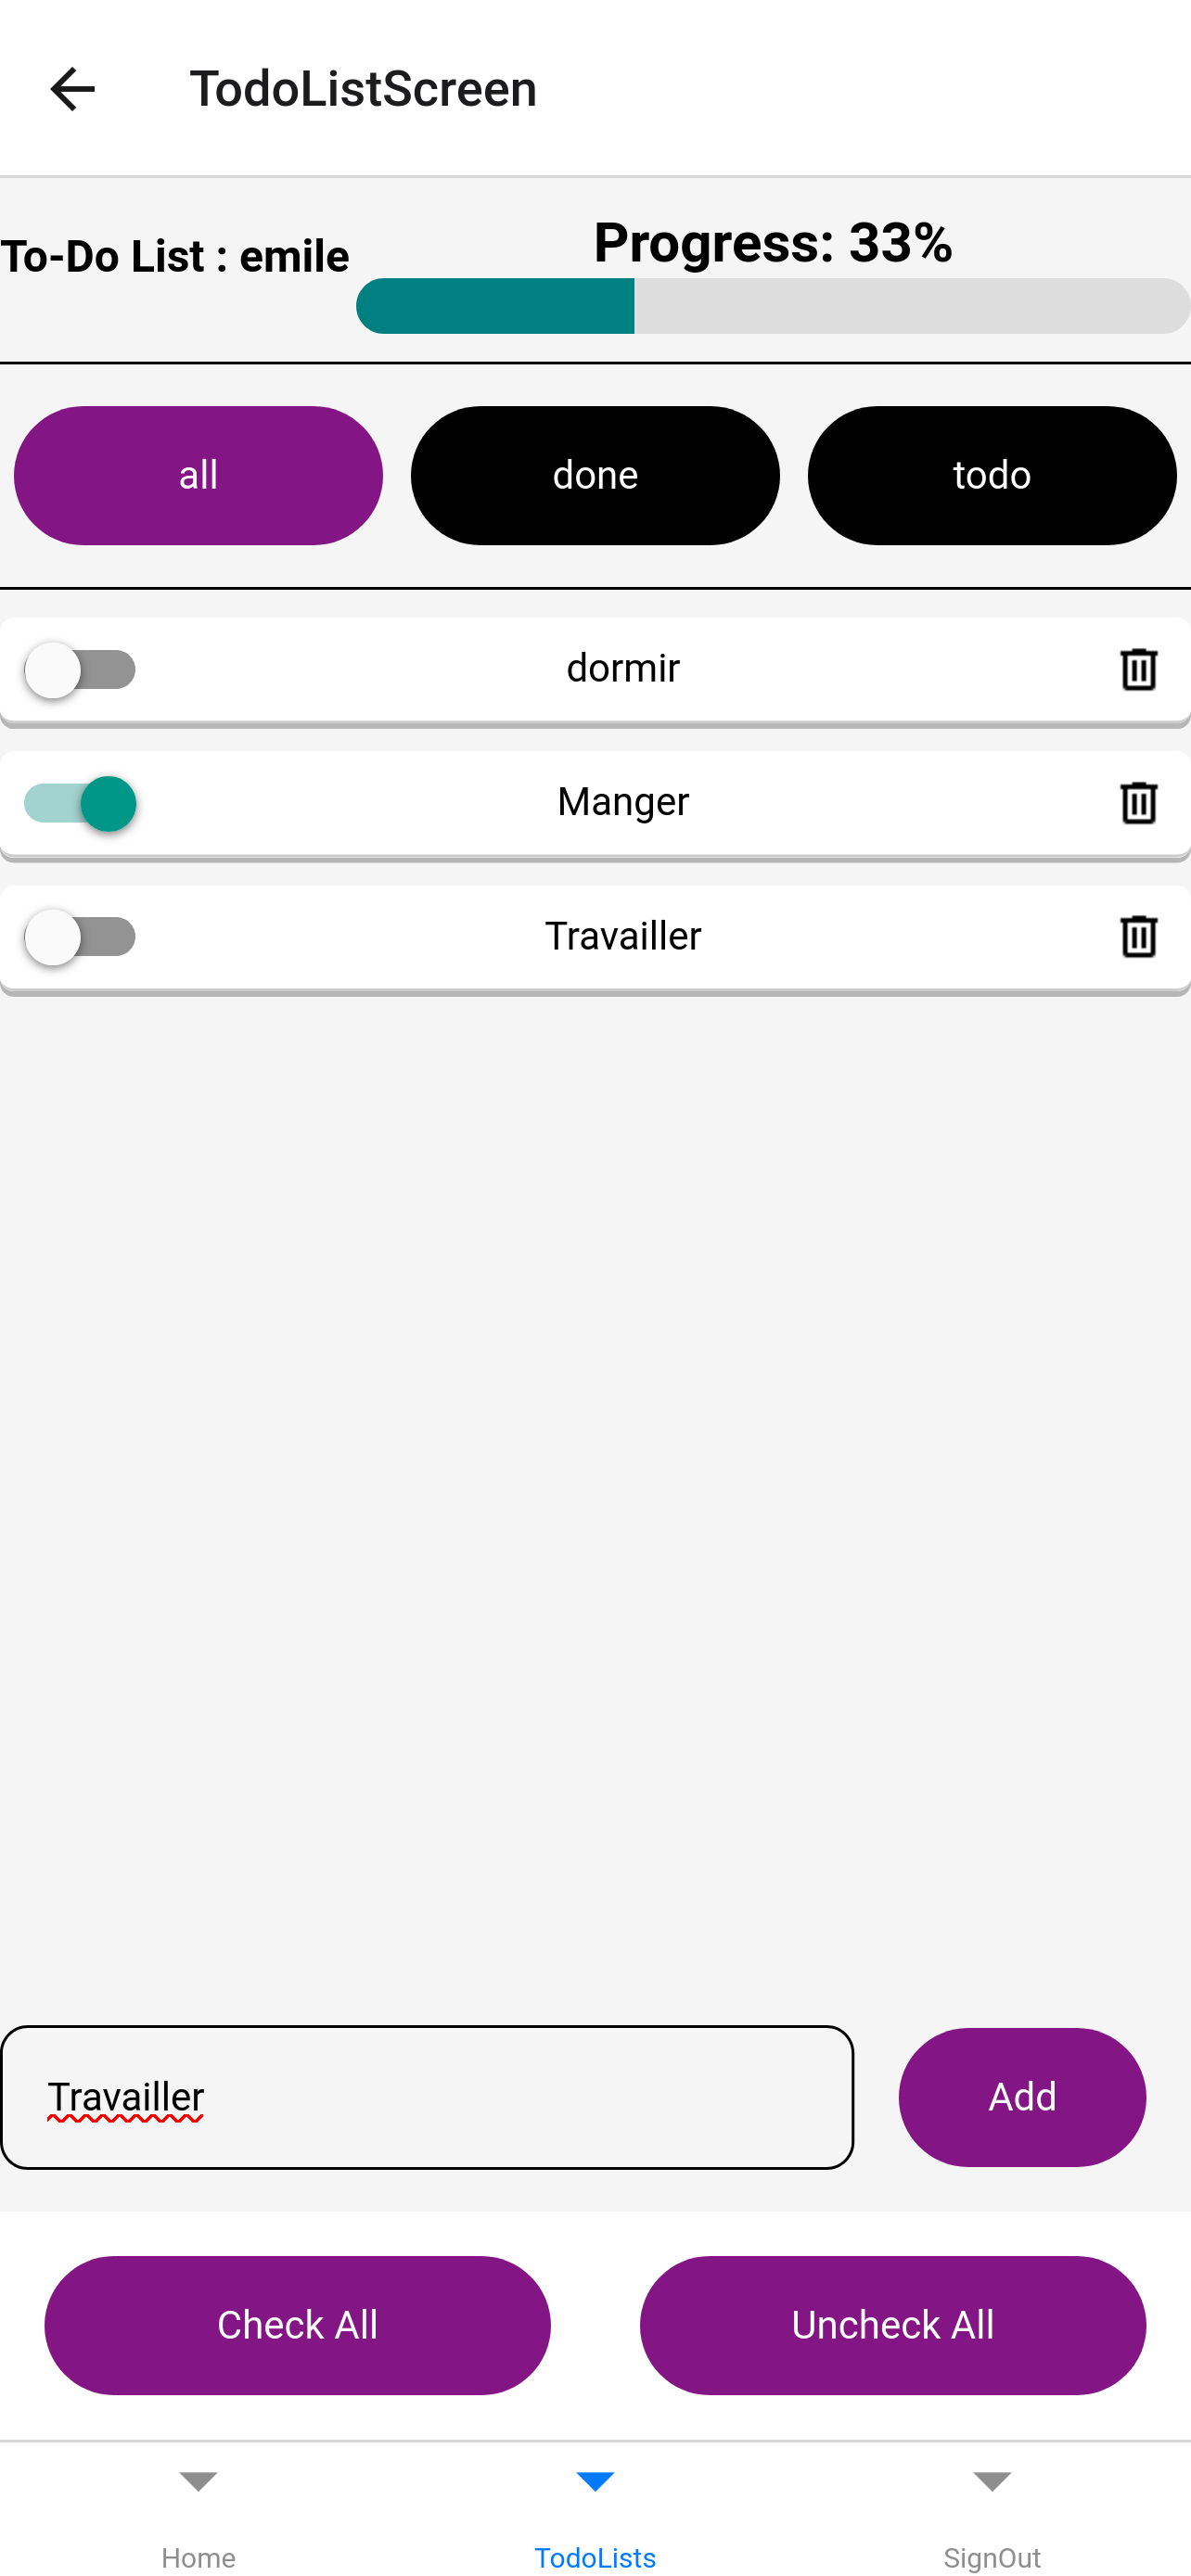 TodoListScreen
To-Do List : emile
Progress: 33%
all
done
todo
dormir
Manger
Travailler
Travailler
Add
Check All
Uncheck All
Home
TodoLists
SignOut